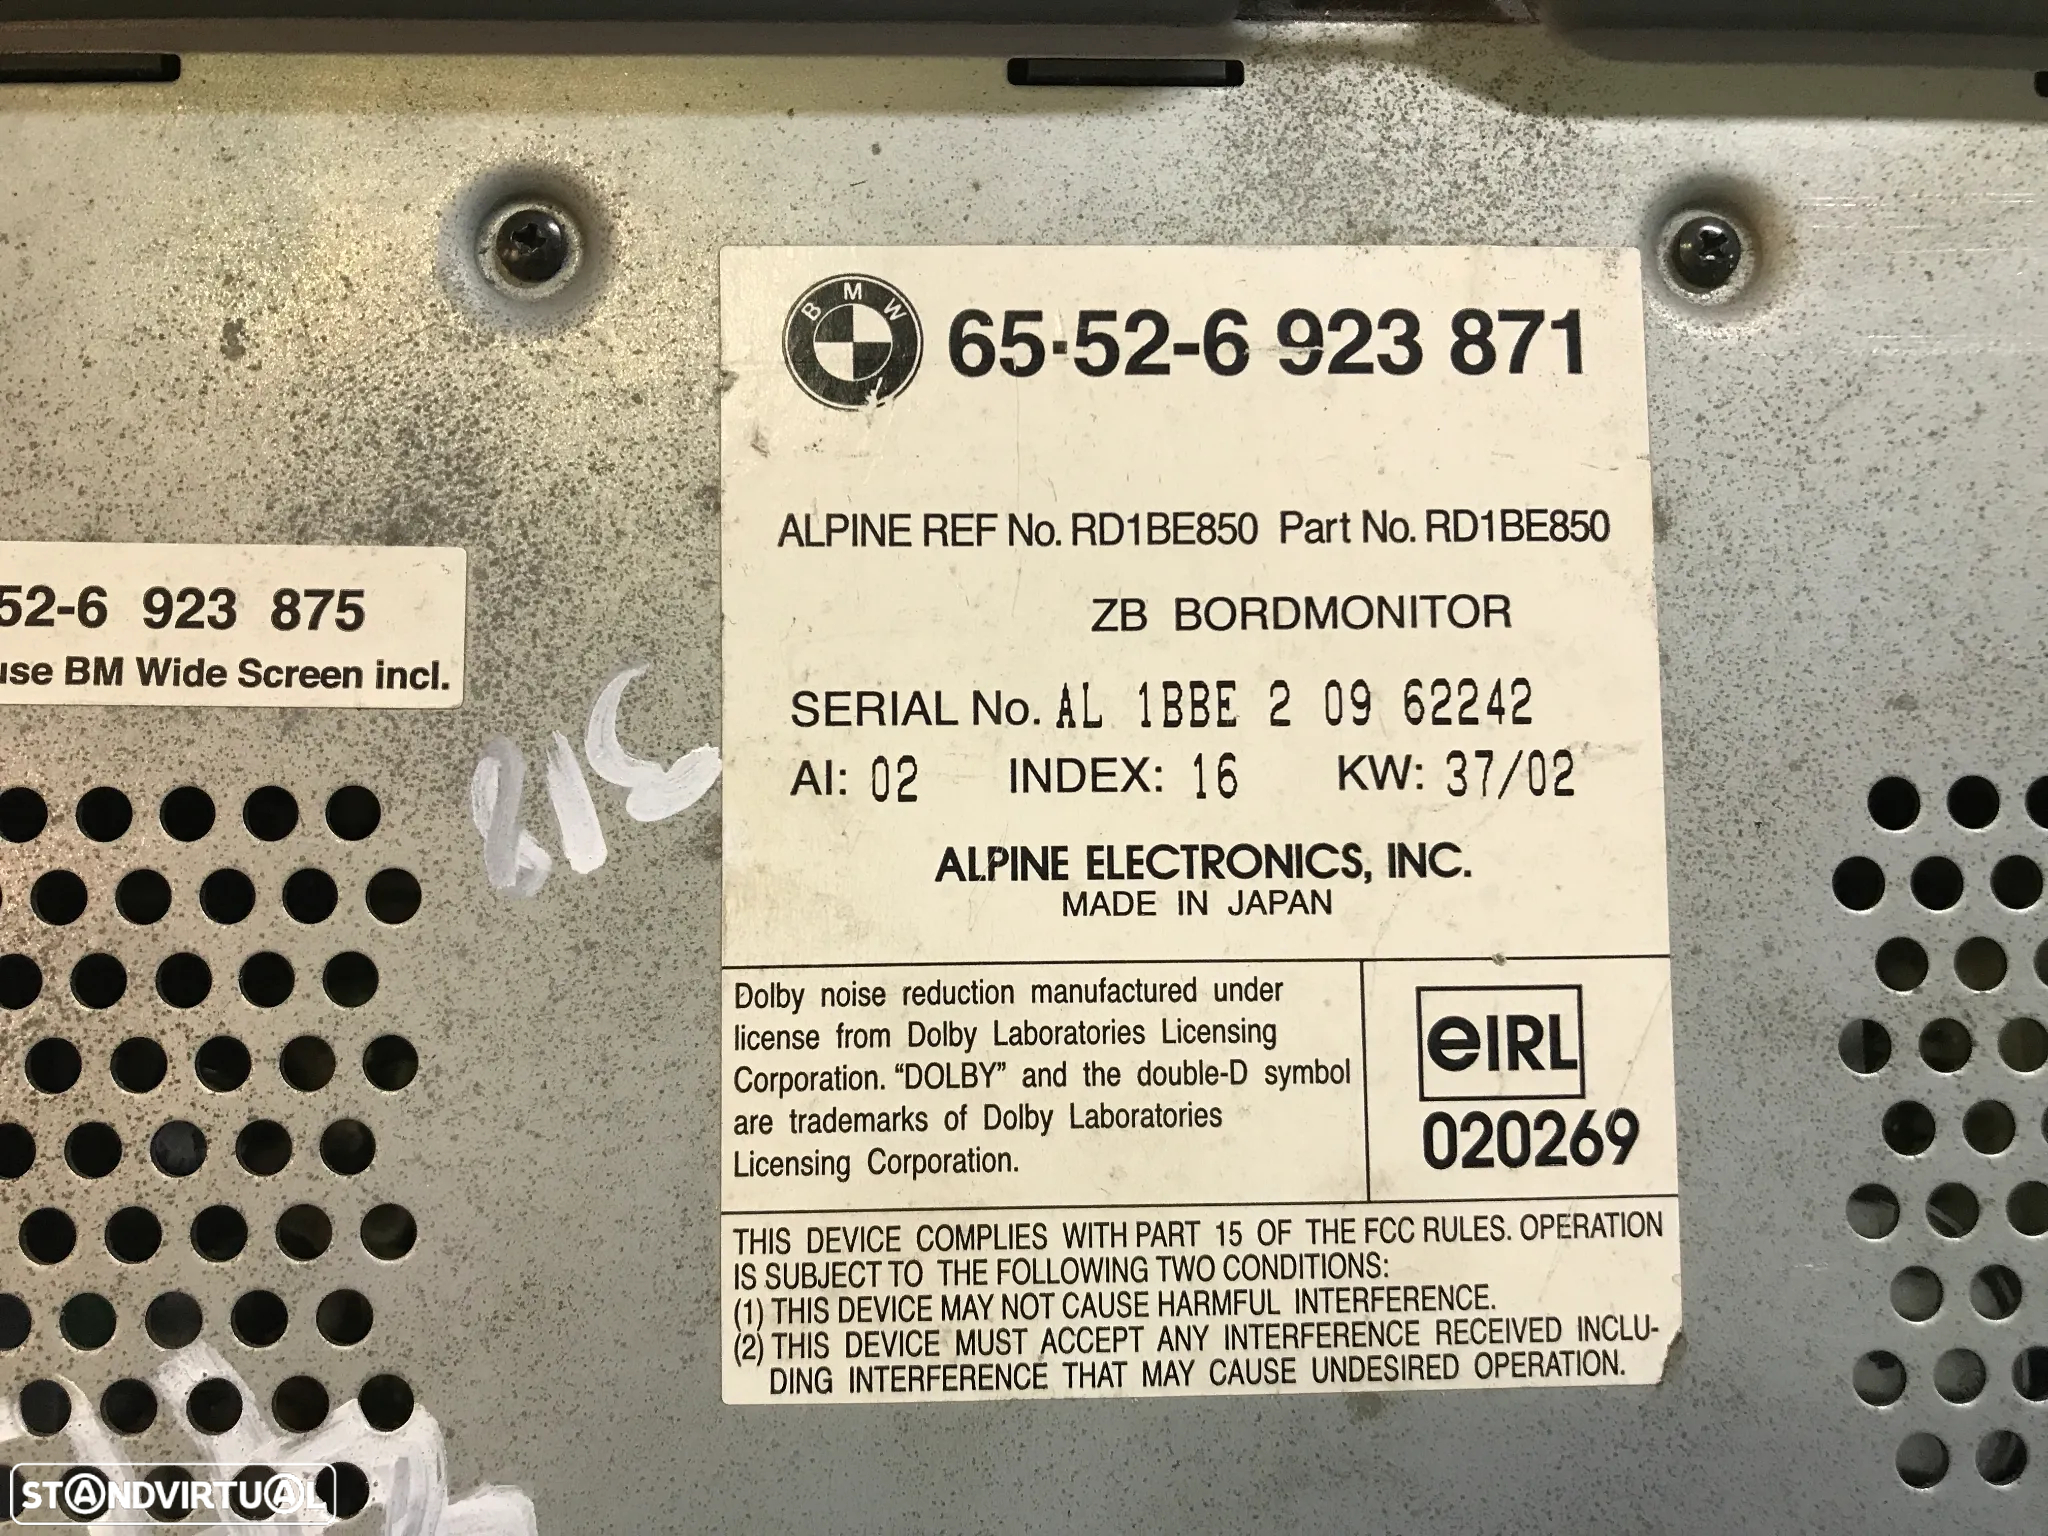 BMW 65-52-6 923 871
ALPINE REF No. RD1BE850 Part No. RD1BE850
ZB BORDMONITOR
SERIAL No. AL 1BBE 2 09 62242
AI: 02 INDEX: 16 KW: 37/02
ALPINE ELECTRONICS, INC.
MADE IN JAPAN
Dolby noise reduction manufactured under
license from Dolby Laboratories Licensing
Corporation. "DOLBY" and the double-D symbol
are trademarks of Dolby Laboratories
Licensing Corporation.
eIRL
020269
THIS DEVICE COMPLIES WITH PART 15 OF THE FCC RULES. OPERATION
IS SUBJECT TO THE FOLLOWING TWO CONDITIONS:
(1) THIS DEVICE MAY NOT CAUSE HARMFUL INTERFERENCE.
(2) THIS DEVICE MUST ACCEPT ANY INTERFERENCE RECEIVED INCLU-
DING INTERFERENCE THAT MAY CAUSE UNDESIRED OPERATION.
52-6 923 875
use BM Wide Screen incl.
STANDVIRTUAL